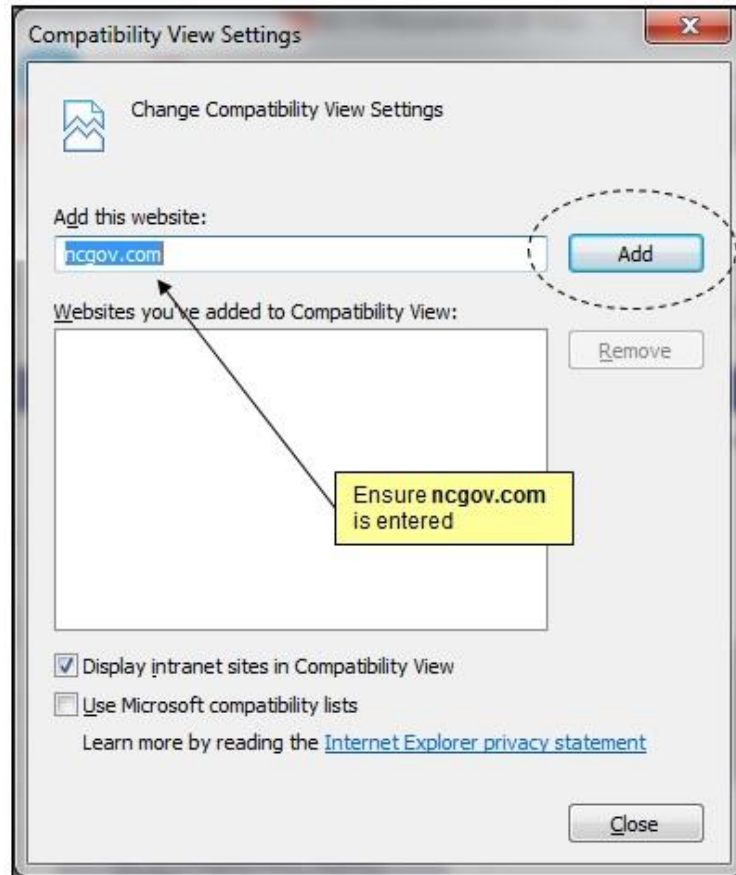 Compatibility View Settings
Change Compatibility View Settings
Add this website:
ncgov.com
Add
Websites you've added to Compatibility View:
Remove
Ensure ncgov.com
is entered
Display intranet sites in Compatibility View
Use Microsoft compatibility lists
Learn more by reading the Internet Explorer privacy statement
Close